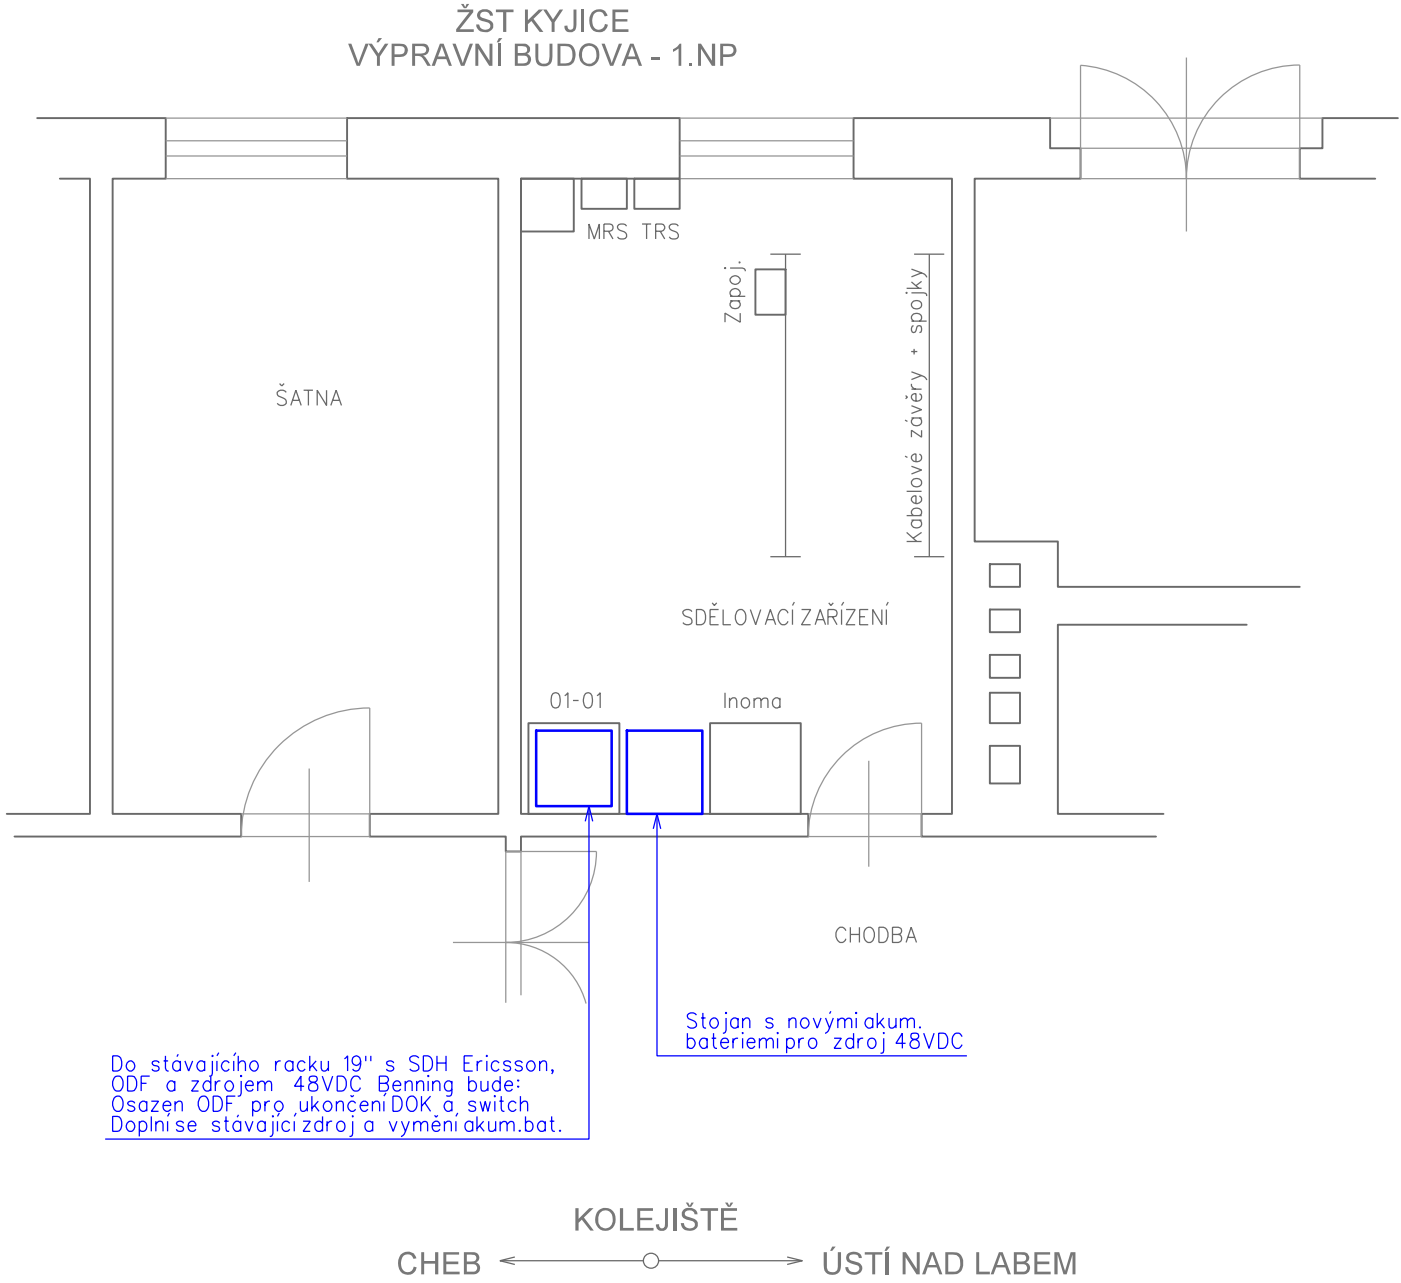 ŽST KYJICE
VÝPRAVNÍ BUDOVA - 1.NP
MRS TRS
Zapoj.
Kabelové závěry + spojky
ŠATNA
SDĚLOVACÍ ZAŘÍZENÍ
01-01
Inoma
CHODBA
Stojan s novými akum.
bateriemi pro zdroj 48VDC
Do stávajícího racku 19" s SDH Ericsson,
ODF a zdrojem 48VDC Benning bude:
Osazen ODF pro ukončení DOK a switch
Doplní se stávající zdroj a vymění akum.bat.
KOLEJIŠTĚ
CHEB
ÚSTÍ NAD LABEM